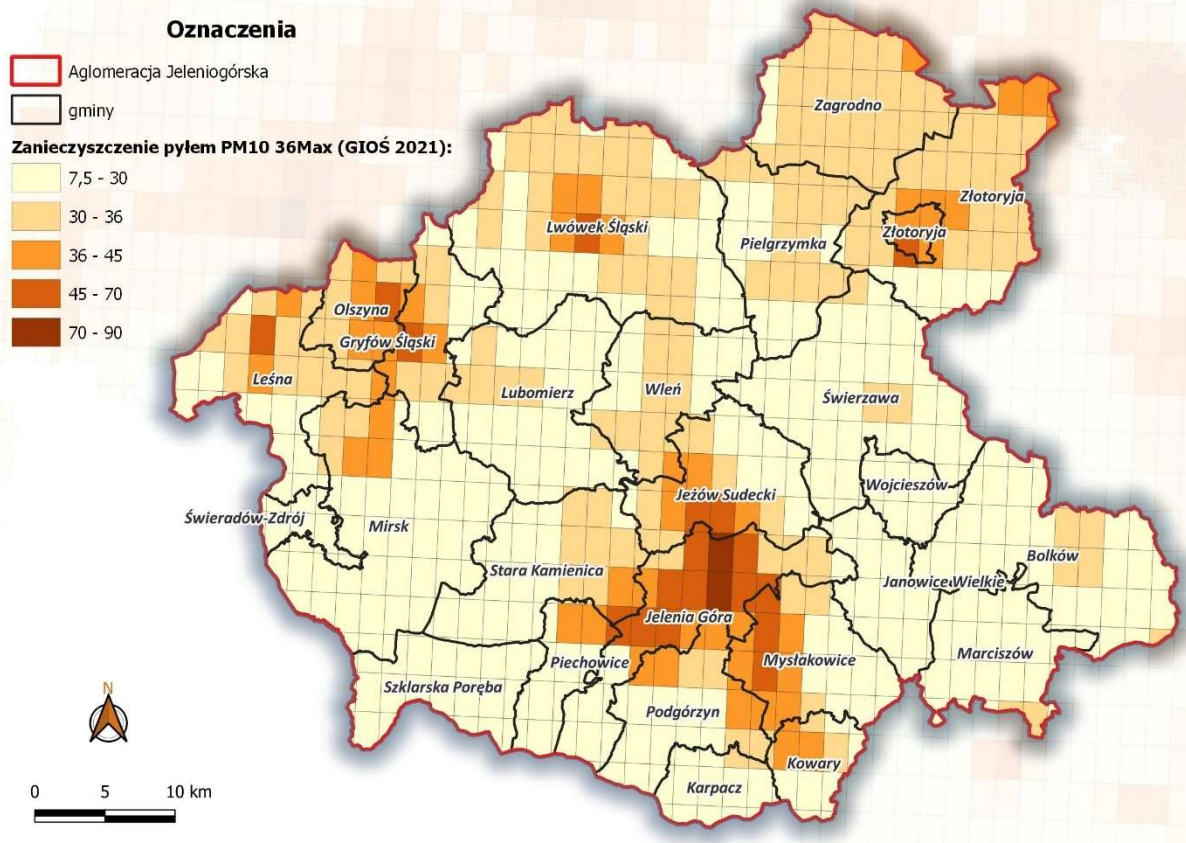 Oznaczenia
Aglomeracja Jeleniogórska
gminy
Zanieczyszczenie pyłem PM10 36Max (GIOŚ 2021):
7,5 - 30
30 - 36
36 - 45
45 - 70
70 - 90
Zagrodno
Złotoryja
Złotoryja
Lwówek Śląski
Pielgrzymka
Olszyna
Gryfów Śląski
Leśna
Lubomierz
Wleń
Świerzawa
Jeżów Sudecki
Wojcieszów
Świeradów-Zdrój
Mirsk
Bolków
Stara Kamienica
Janowice Wielkie
Jelenia Góra
Marciszów
Piechowice
Mysłakowice
Szklarska Poręba
Podgórzyn
Kowary
Karpacz
N
0 5 10 km